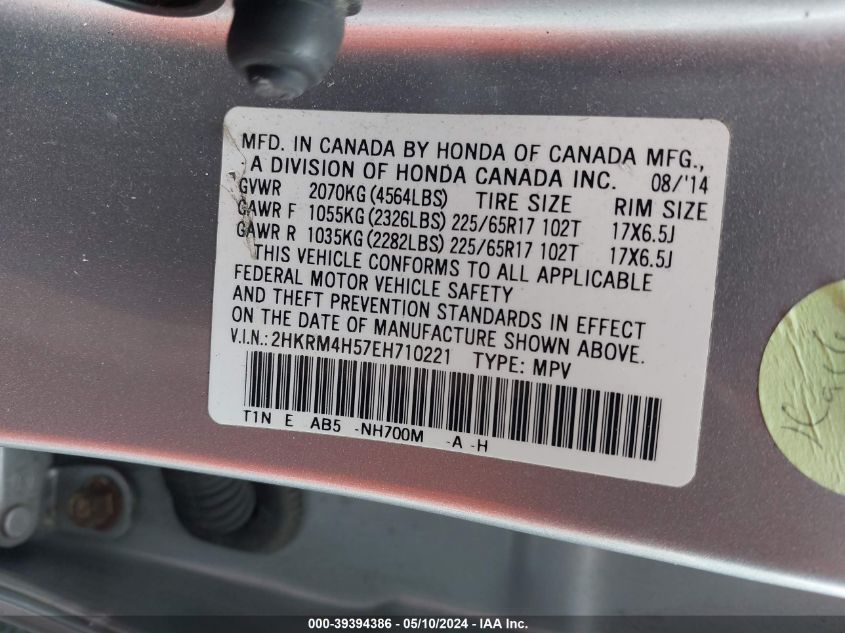 MFD. IN CANADA BY HONDA OF CANADA MFG.,
A DIVISION OF HONDA CANADA INC. 08/'14
GVWR 2070KG(4564LBS) TIRE SIZE RIM SIZE
GAWR F 1055KG(2326LBS) 225/65R17 102T 17X6.5J
GAWR R 1035KG(2282LBS) 225/65R17 102T 17X6.5J
THIS VEHICLE CONFORMS TO ALL APPLICABLE
FEDERAL MOTOR VEHICLE SAFETY
AND THEFT PREVENTION STANDARDS IN EFFECT
ON THE DATE OF MANUFACTURE SHOWN ABOVE.
V.I.N.: 2HKRM4H57EH710221 TYPE: MPV
T1N E AB5 -NH700M -A -H
000-39394386 - 05/10/2024 - IAA Inc.